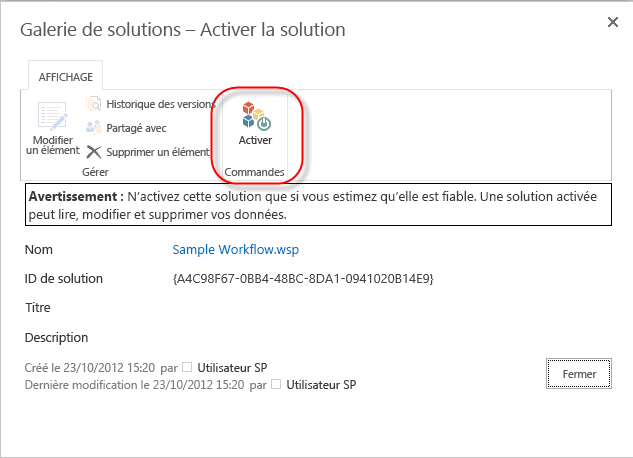 Galerie de solutions – Activer la solution
AFFICHAGE
Modifier
un élément
Historique des versions
Partagé avec
Supprimer un élément
Gérer
Activer
Commandes
Avertissement : N’activez cette solution que si vous estimez qu’elle est fiable. Une solution activée
peut lire, modifier et supprimer vos données.
Nom Sample Workflow.wsp
ID de solution {A4C98F67-0BB4-48BC-8DA1-0941020B14E9}
Titre
Description
Créé le 23/10/2012 15:20 par Utilisateur SP
Dernière modification le 23/10/2012 15:20 par Utilisateur SP
Fermer